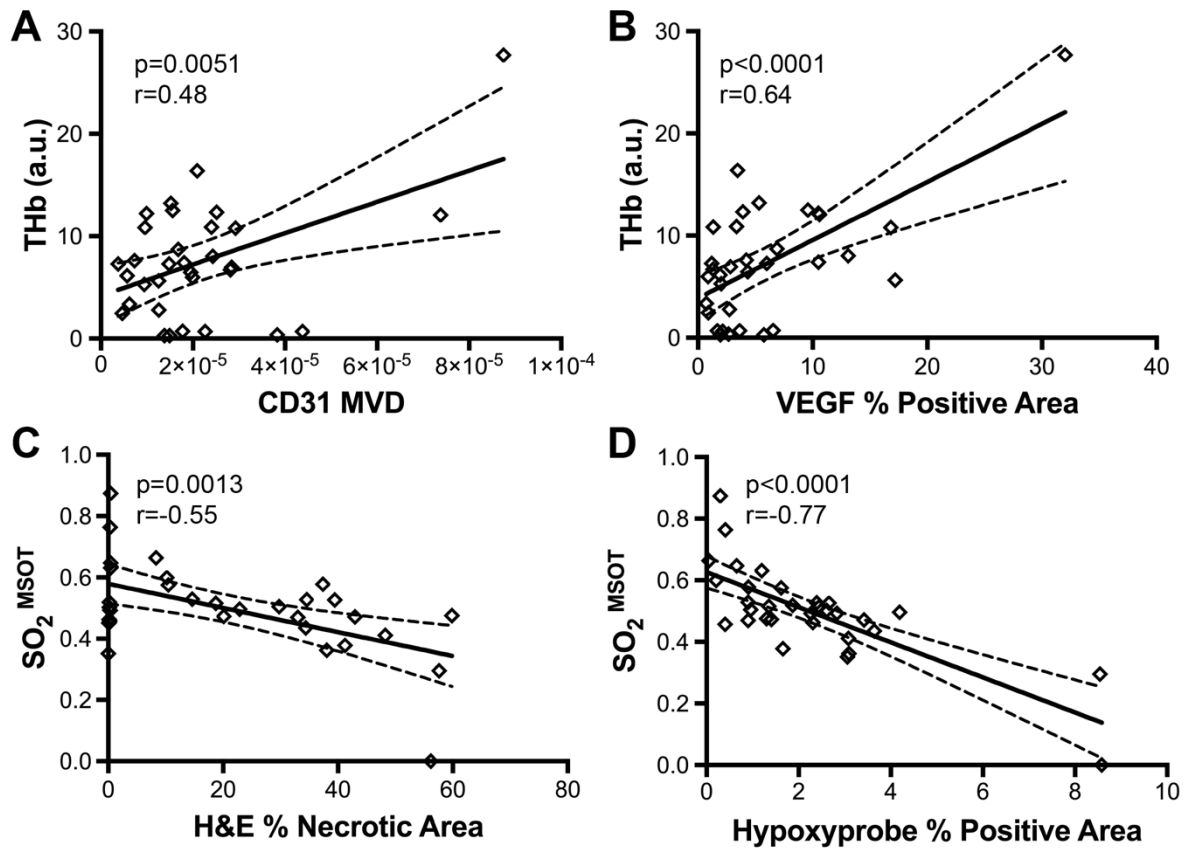 A
p=0.0051
r=0.48
THb (a.u.)
30
20
10
0
0
2×10⁻⁵
4×10⁻⁵
6×10⁻⁵
8×10⁻⁵
1×10⁻⁴
CD31 MVD
B
p<0.0001
r=0.64
THb (a.u.)
30
20
10
0
0
10
20
30
40
VEGF % Positive Area
C
p=0.0013
r=-0.55
SO₂ᴹˢᴼᵀ
1.0
0.8
0.6
0.4
0.2
0.0
0
20
40
60
80
H&E % Necrotic Area
D
p<0.0001
r=-0.77
SO₂ᴹˢᴼᵀ
1.0
0.8
0.6
0.4
0.2
0.0
0
2
4
6
8
10
Hypoxyprobe % Positive Area